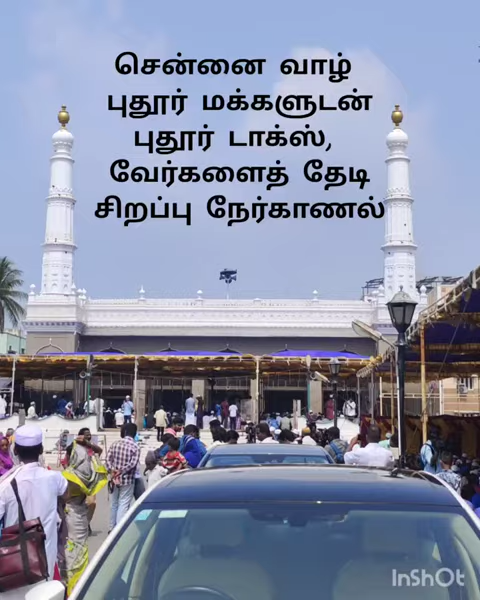 சென்னை வாழ்
புதூர் மக்களுடன்
புதூர் டாக்ஸ்,
வேர்களைத் தேடி
சிறப்பு நேர்காணல்
InShOt